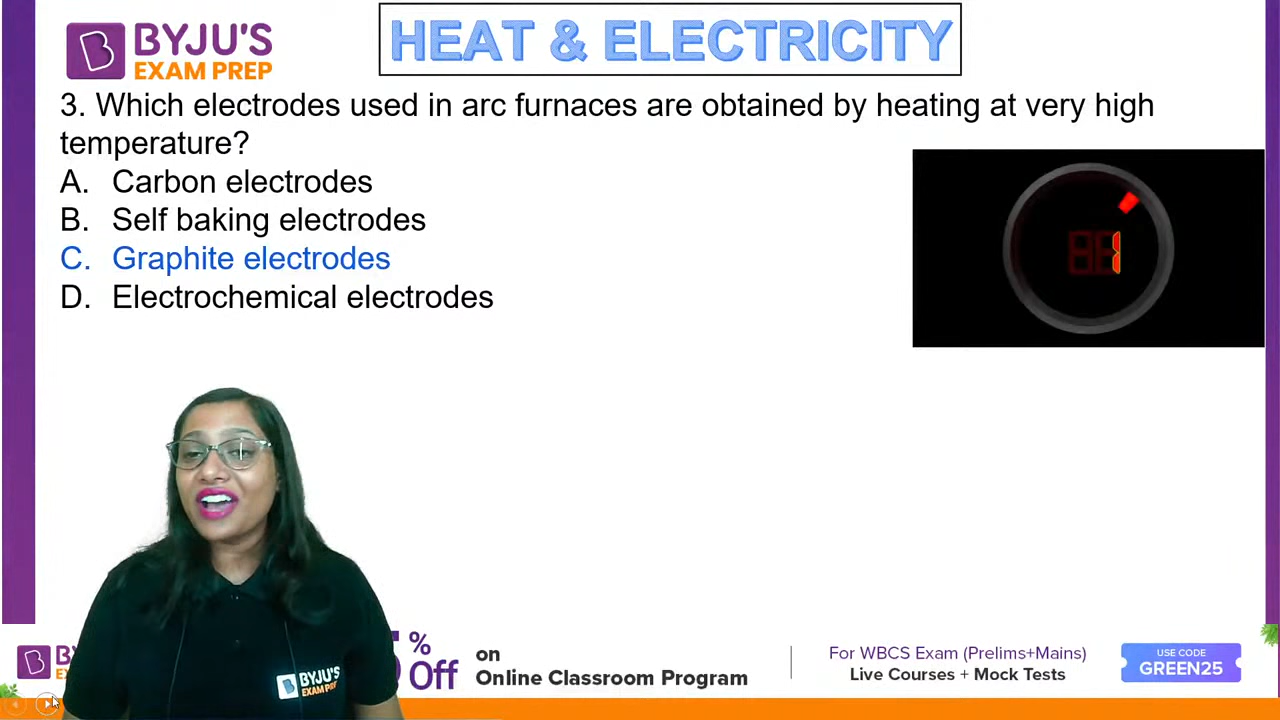 BYJU'S
EXAM PREP
HEAT & ELECTRICITY
3. Which electrodes used in arc furnaces are obtained by heating at very high
temperature?
A. Carbon electrodes
B. Self baking electrodes
C. Graphite electrodes
D. Electrochemical electrodes
1
%
Off
on
Online Classroom Program
For WBCS Exam (Prelims+Mains)
Live Courses + Mock Tests
USE CODE
GREEN25
BYJU'S
EXAM PREP